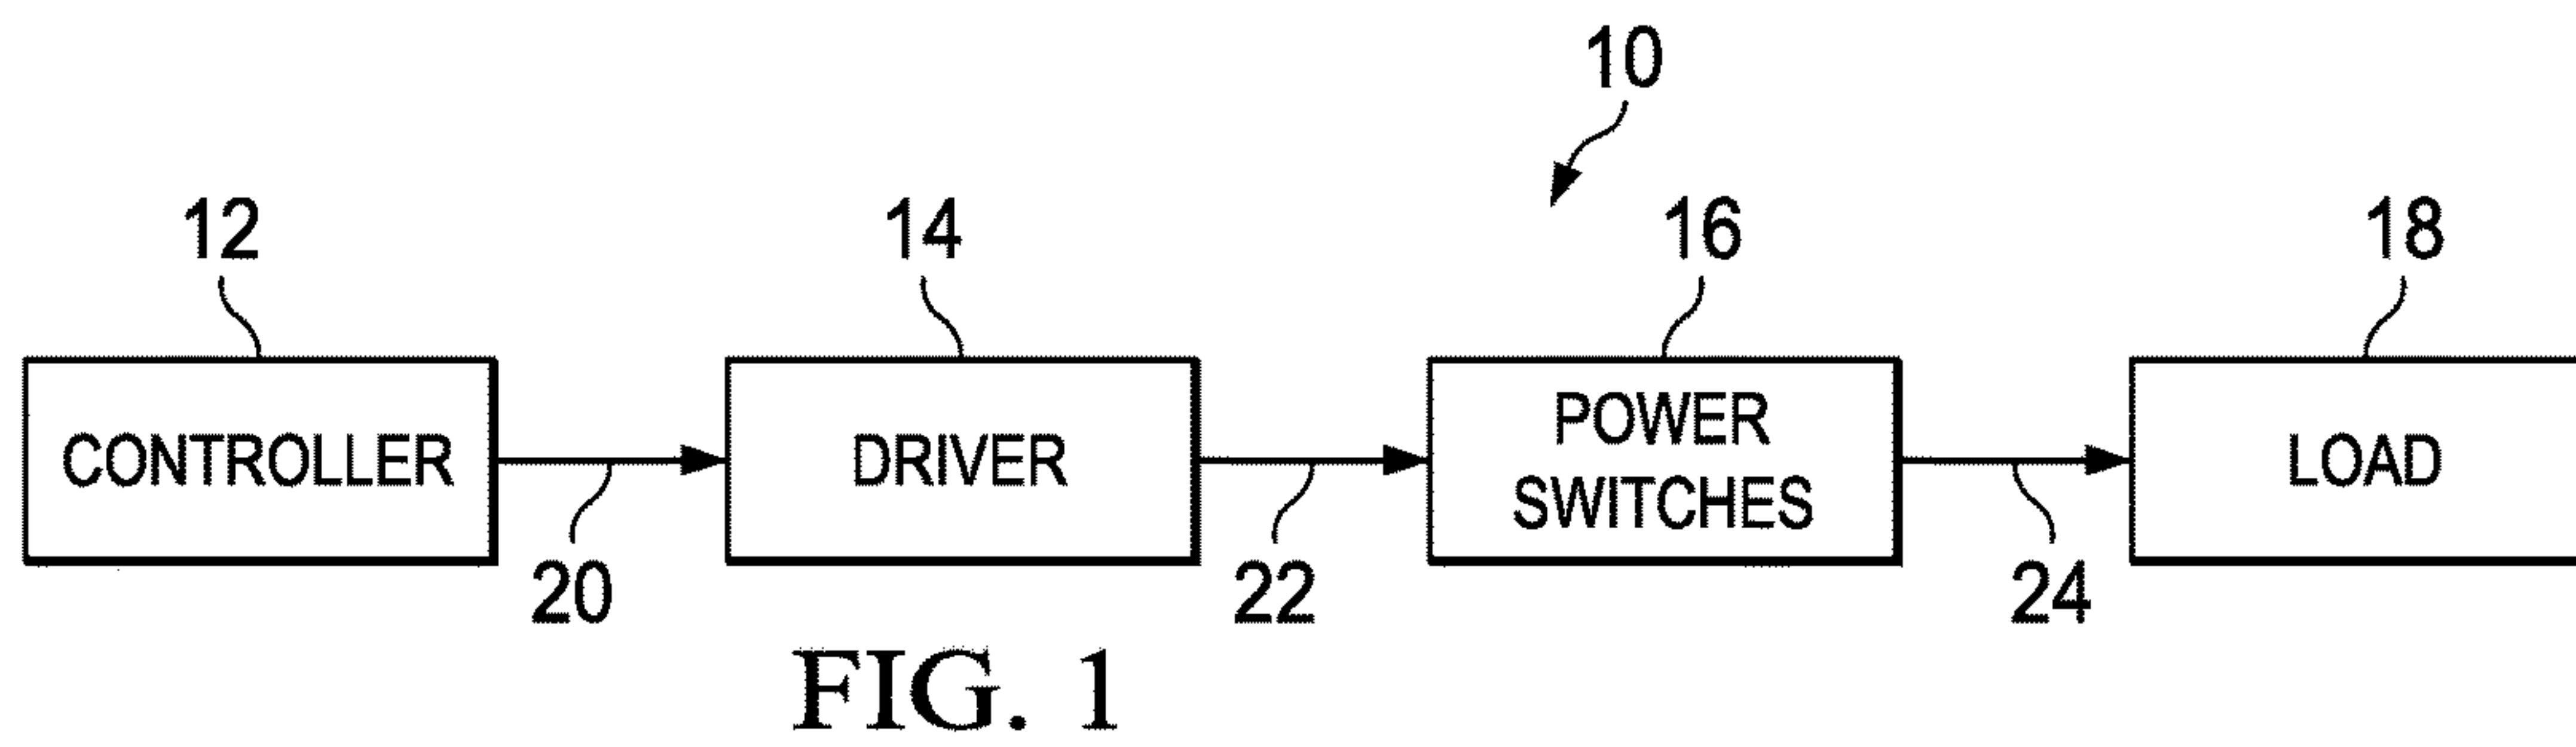 10
12
14
16
18
CONTROLLER
DRIVER
POWER
SWITCHES
LOAD
20
22
24
FIG. 1